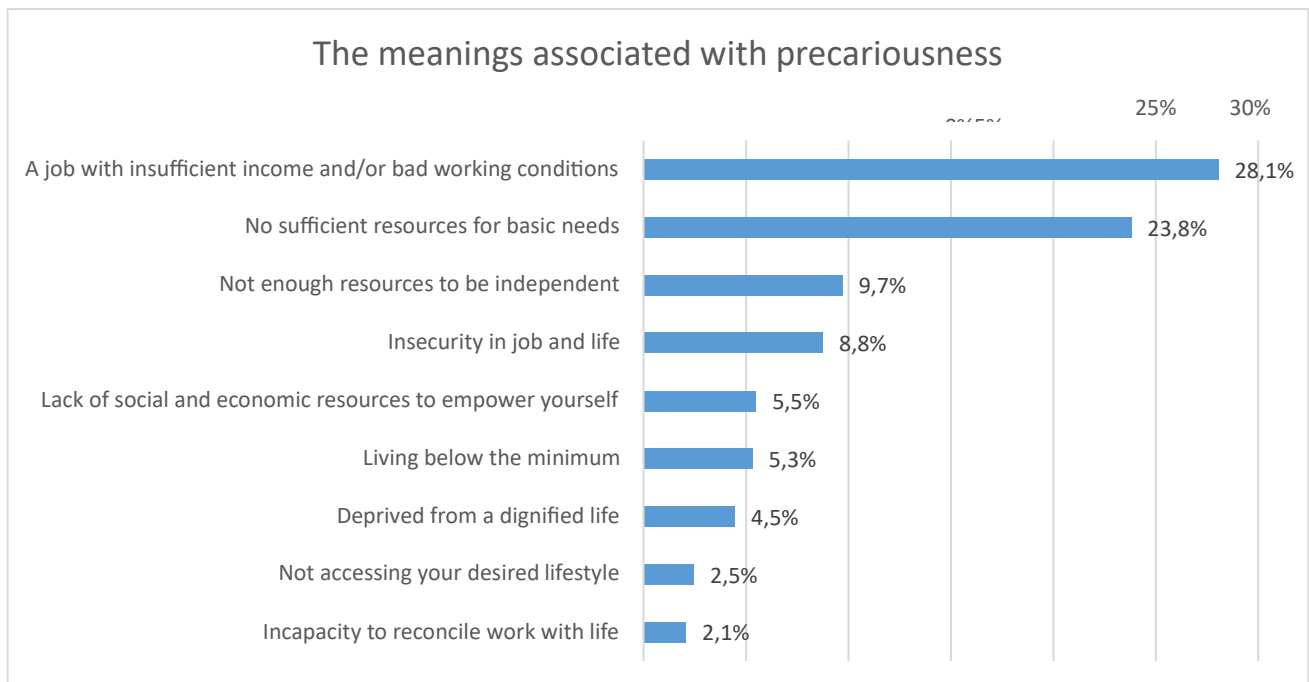 The meanings associated with precariousness
25% 30%
A job with insufficient income and/or bad working conditions 28,1%
No sufficient resources for basic needs 23,8%
Not enough resources to be independent 9,7%
Insecurity in job and life 8,8%
Lack of social and economic resources to empower yourself 5,5%
Living below the minimum 5,3%
Deprived from a dignified life 4,5%
Not accessing your desired lifestyle 2,5%
Incapacity to reconcile work with life 2,1%